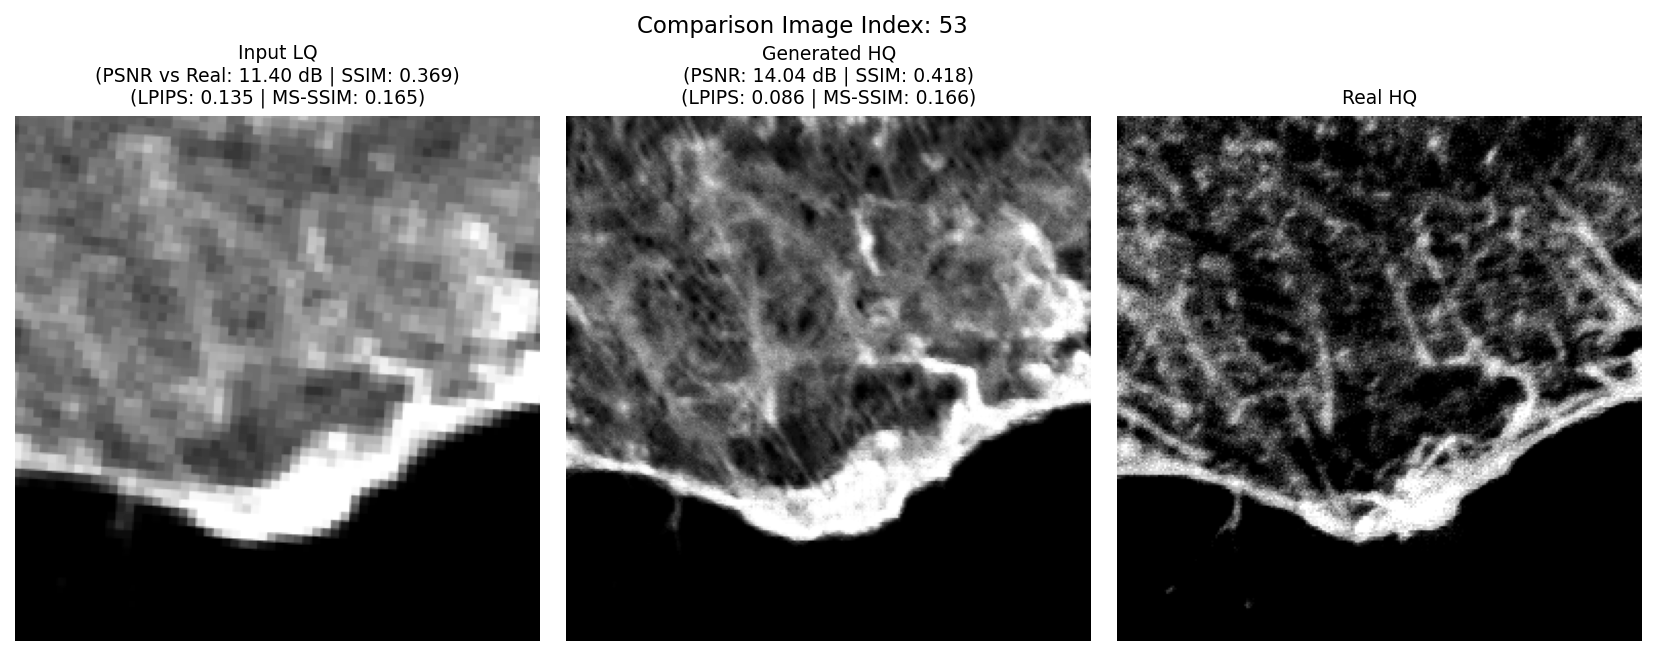 Comparison Image Index: 53
Input LQ
(PSNR vs Real: 11.40 dB | SSIM: 0.369)
(LPIPS: 0.135 | MS-SSIM: 0.165)
Generated HQ
(PSNR: 14.04 dB | SSIM: 0.418)
(LPIPS: 0.086 | MS-SSIM: 0.166)
Real HQ